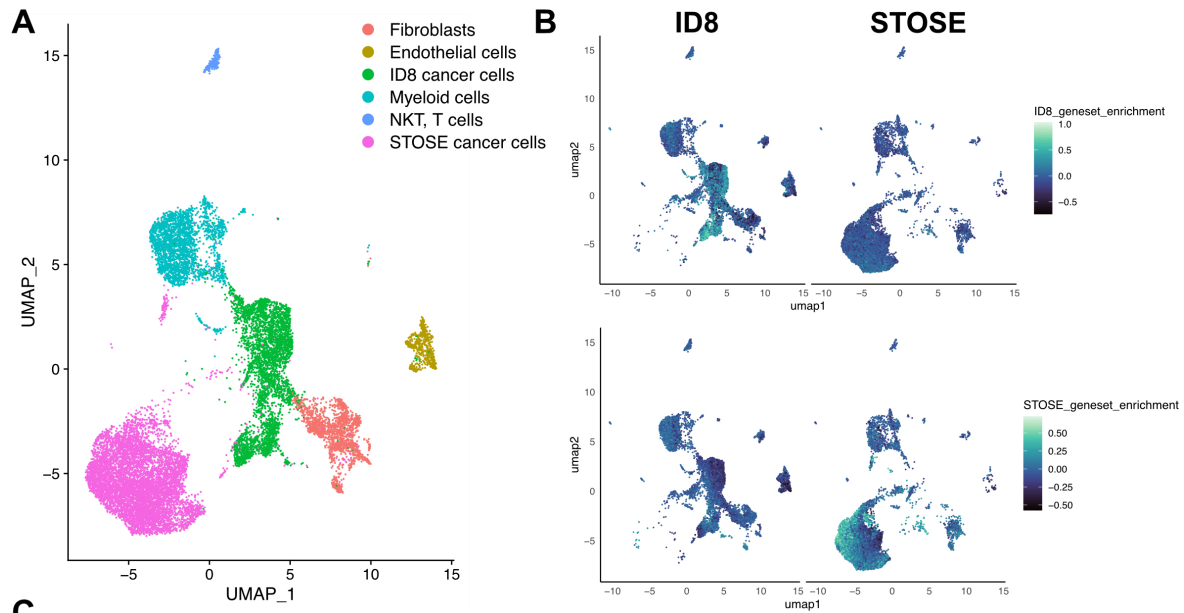 A
15
10
5
0
−5
UMAP_2
−5
0
5
10
15
UMAP_1
Fibroblasts
Endothelial cells
ID8 cancer cells
Myeloid cells
NKT, T cells
STOSE cancer cells
B
ID8
STOSE
15
10
5
0
−5
umap2
−10
−5
0
5
10
15
−10
−5
0
5
10
15
umap1
ID8_geneset_enrichment
1.0
0.5
0.0
−0.5
15
10
5
0
−5
umap2
−10
−5
0
5
10
15
−10
−5
0
5
10
15
umap1
STOSE_geneset_enrichment
0.50
0.25
0.00
−0.25
−0.50
C